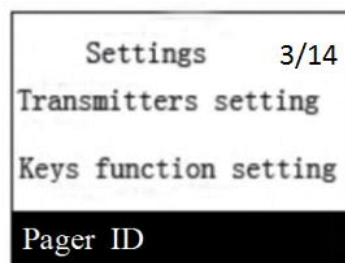 Settings 3/14
Transmitters setting
Keys function setting
Pager ID